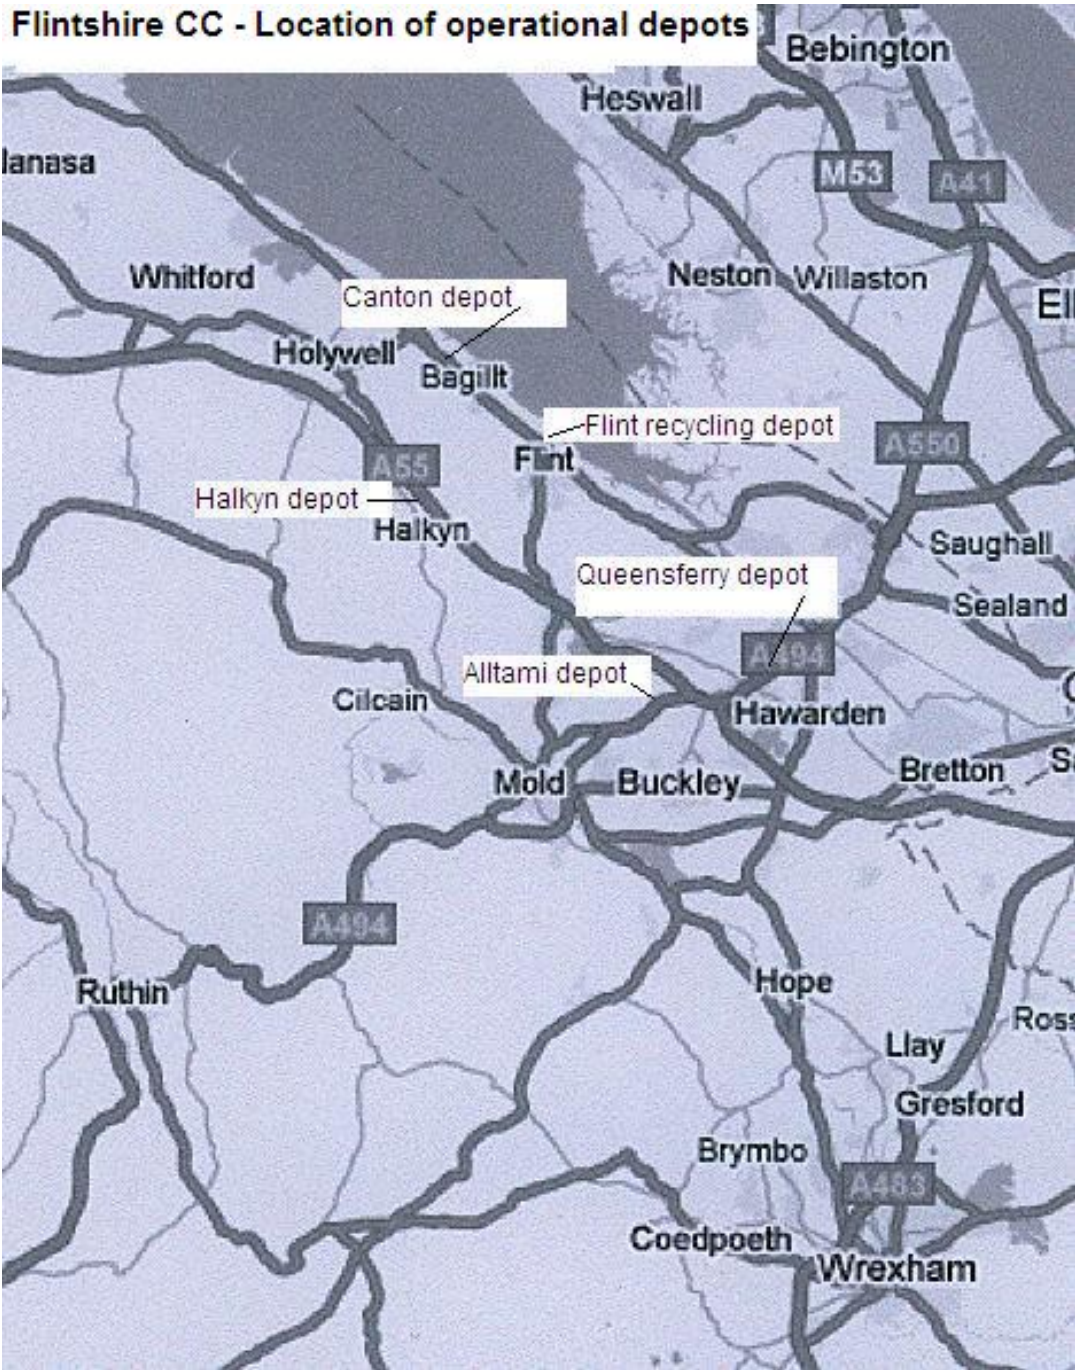 Flintshire CC - Location of operational depots
Bebington
Heswall
lanasa
M53
A41
Whitford
Neston
Willaston
Canton depot
Ell
Holywell
Bagillt
Flint recycling depot
A550
Flint
A55
Halkyn depot
Halkyn
Saughall
Queensferry depot
Sealand
A494
Alltami depot
Cilcain
Hawarden
Mold
Buckley
Bretton
A494
Hope
Ruthin
Ross
Llay
Gresford
Brymbo
A483
Coedpoeth
Wrexham